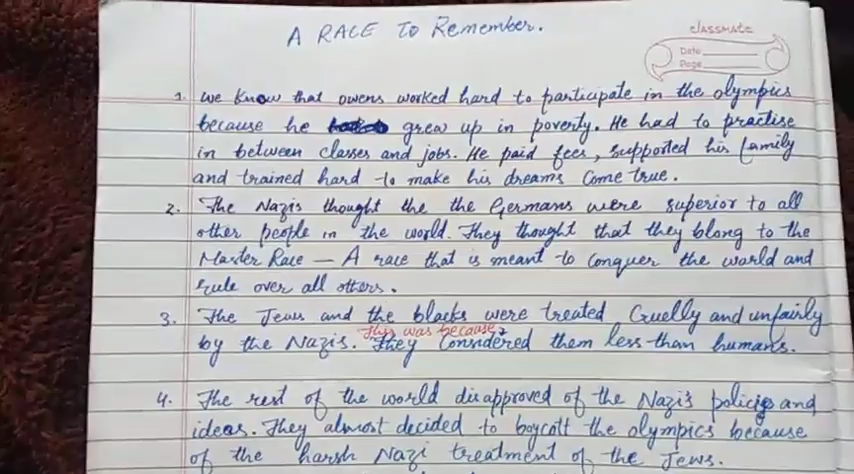 A RACE To Remember.
classmate
Date
Page
1. we know that owens worked hard to participate in the olympics
because he grew up in poverty. He had to practise
in between classes and jobs. He paid fees, supported his family
and trained hard to make his dreams come true.
2. The Nazis thought the the Germans were superior to all
other people in the world. They thought that they blong to the
Master Race — A race that is meant to conquer the world and
rule over all others.
3. The Jews and the blacks were treated Cruelly and unfairly
This was because
by the Nazis. They Considered them less than humans.
4. The rest of the world disapproved of the Nazi's policies and
ideas. They almost decided to boycott the olympics because
of the harsh Nazi treatment of the Jews.